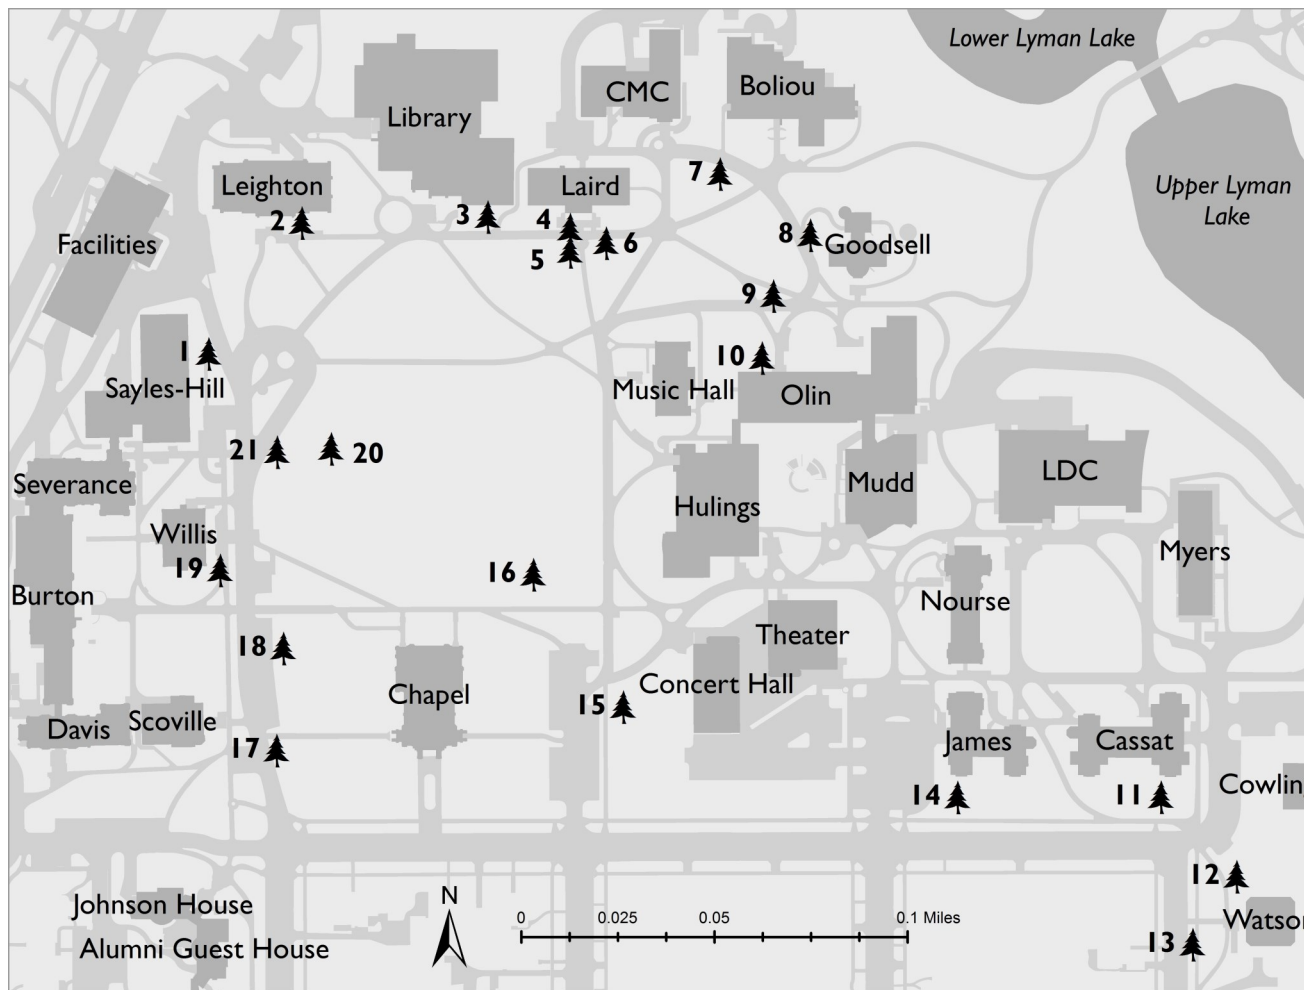 Lower Lyman Lake
CMC
Boliou
Library
7
Upper Lyman
Lake
Leighton
Laird
2
3
4
5
6
8
Facilities
Goodsell
9
1
10
Sayles-Hill
Music Hall
Olin
21
20
Severance
Hulings
Mudd
LDC
Willis
19
16
Myers
Burton
Nourse
18
Theater
Chapel
Concert Hall
15
Davis
Scoville
17
James
Cassat
14
11
Cowlin
12
Johnson House
N
0 0.025 0.05 0.1 Miles
Watson
Alumni Guest House
13